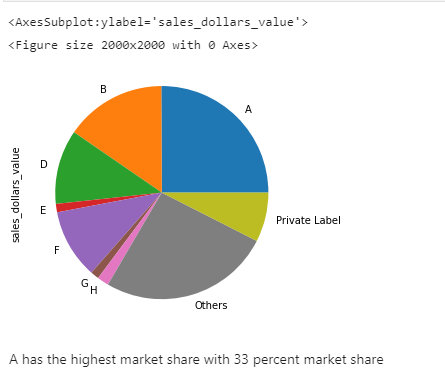 <AxesSubplot:ylabel='sales_dollars_value'>
<Figure size 2000x2000 with 0 Axes>
B
A
D
sales_dollars_value
E
Private Label
F
G
H
Others
A has the highest market share with 33 percent market share